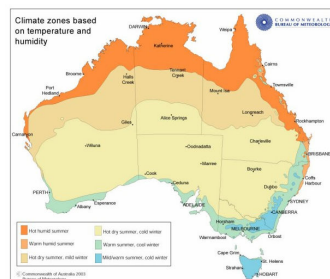 Climate zones based
on temperature and
humidity
COMMONWEALTH
BUREAU OF METEOROLOGY
DARWIN
Weipa
Katherine
Cairns
Broome
Halls
Creek
Tennant
Creek
Port
Hedland
Townsville
Mount Isa
Longreach
Rockhampton
Carnarvon
Giles
Alice Springs
Charleville
BRISBANE
Wiluna
Oodnadatta
Marree
Bourke
Coffs
Harbour
Cook
Ceduna
Dubbo
PERTH
Esperance
Albany
ADELAIDE
SYDNEY
CANBERRA
Horsham
MELBOURNE
Warrnambool
Orbost
Cape Grim
St. Helens
Strahan
HOBART
Hot humid summer
Hot dry summer, cold winter
Warm humid summer
Warm summer, cool winter
Hot dry summer, mild winter
Mild/warm summer, cold winter
© Commonwealth of Australia 2003